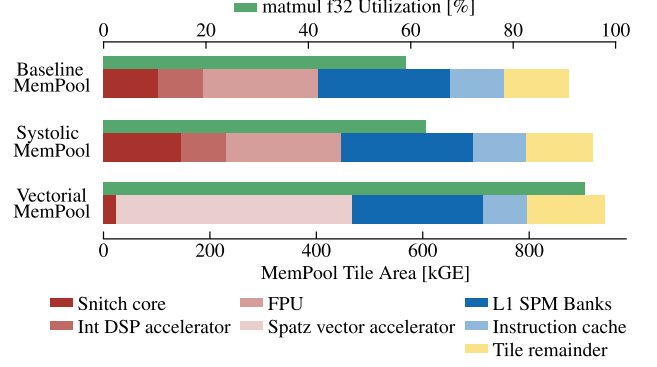 matmul f32 Utilization [%]
0 20 40 60 80 100
Baseline
MemPool
Systolic
MemPool
Vectorial
MemPool
0 200 400 600 800
MemPool Tile Area [kGE]
Snitch core FPU L1 SPM Banks
Int DSP accelerator Spatz vector accelerator Instruction cache
Tile remainder